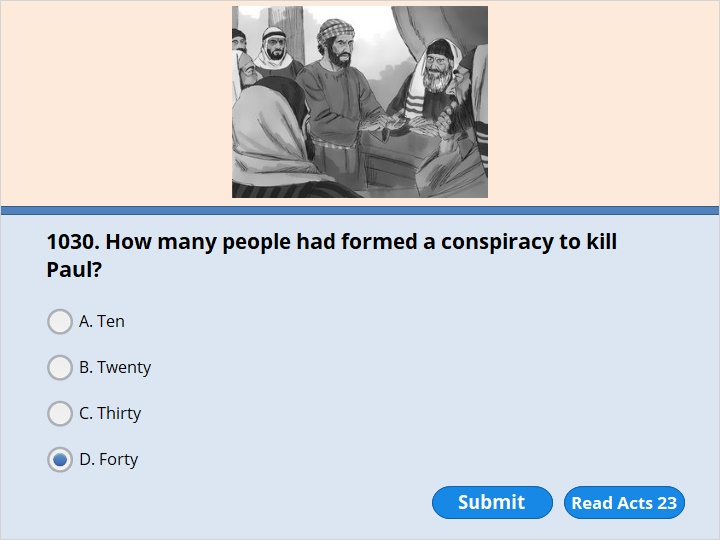 1030. How many people had formed a conspiracy to kill
Paul?
A. Ten
B. Twenty
C. Thirty
D. Forty
Submit
Read Acts 23